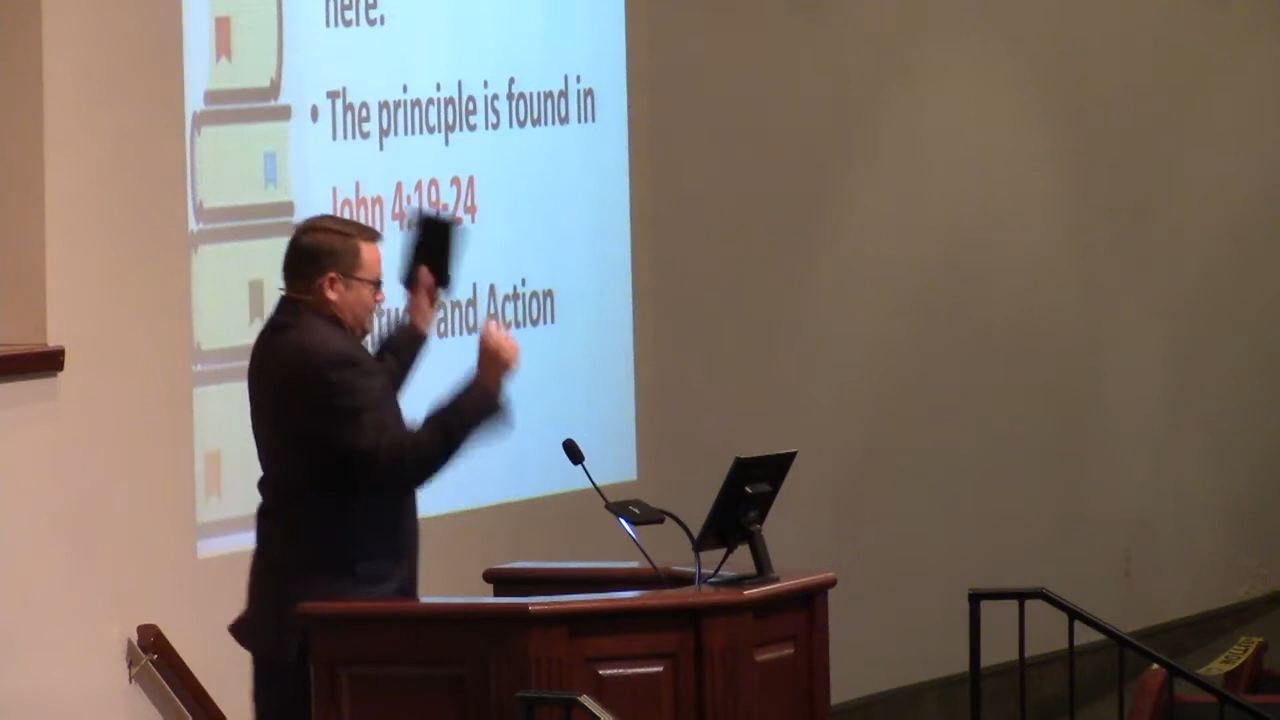 here.
• The principle is found in
John 4:19-24
and Action